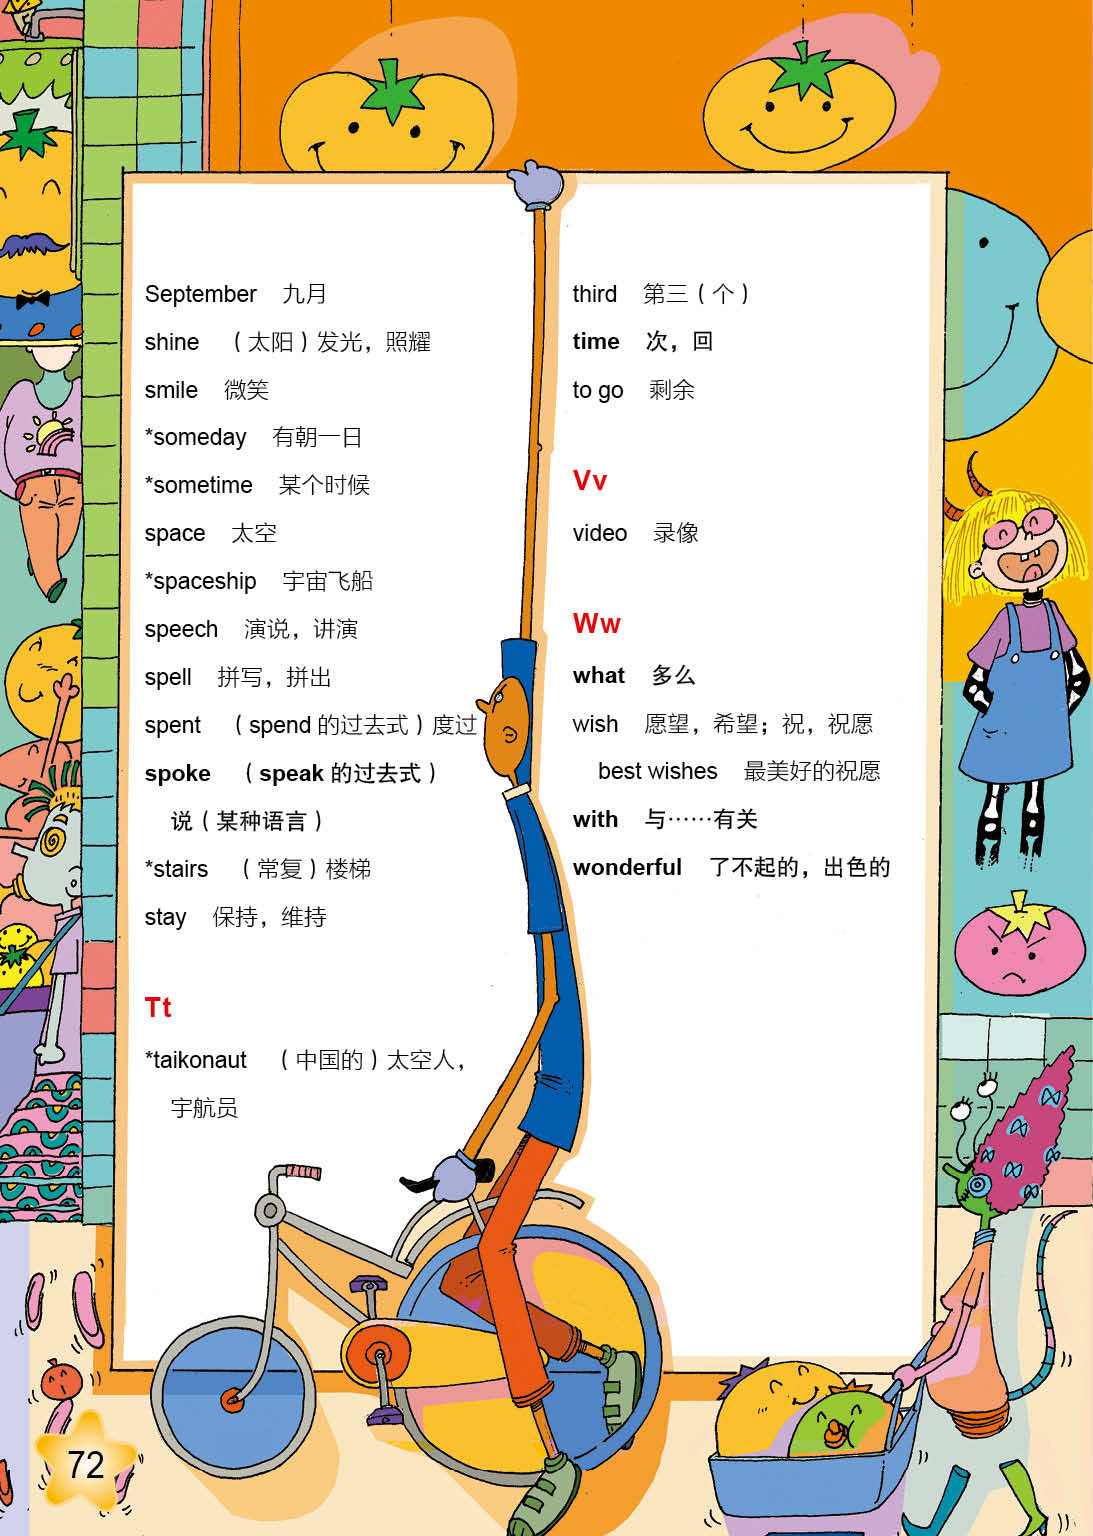 September 九月
shine （太阳）发光，照耀
smile 微笑
*someday 有朝一日
*sometime 某个时候
space 太空
*spaceship 宇宙飞船
speech 演说，讲演
spell 拼写，拼出
spent （spend 的过去式）度过
spoke （speak 的过去式）
说（某种语言）
*stairs （常复）楼梯
stay 保持，维持
Tt
*taikonaut （中国的）太空人，
宇航员
third 第三（个）
time 次，回
to go 剩余
Vv
video 录像
Ww
what 多么
wish 愿望，希望；祝，祝愿
best wishes 最美好的祝愿
with 与……有关
wonderful 了不起的，出色的
72